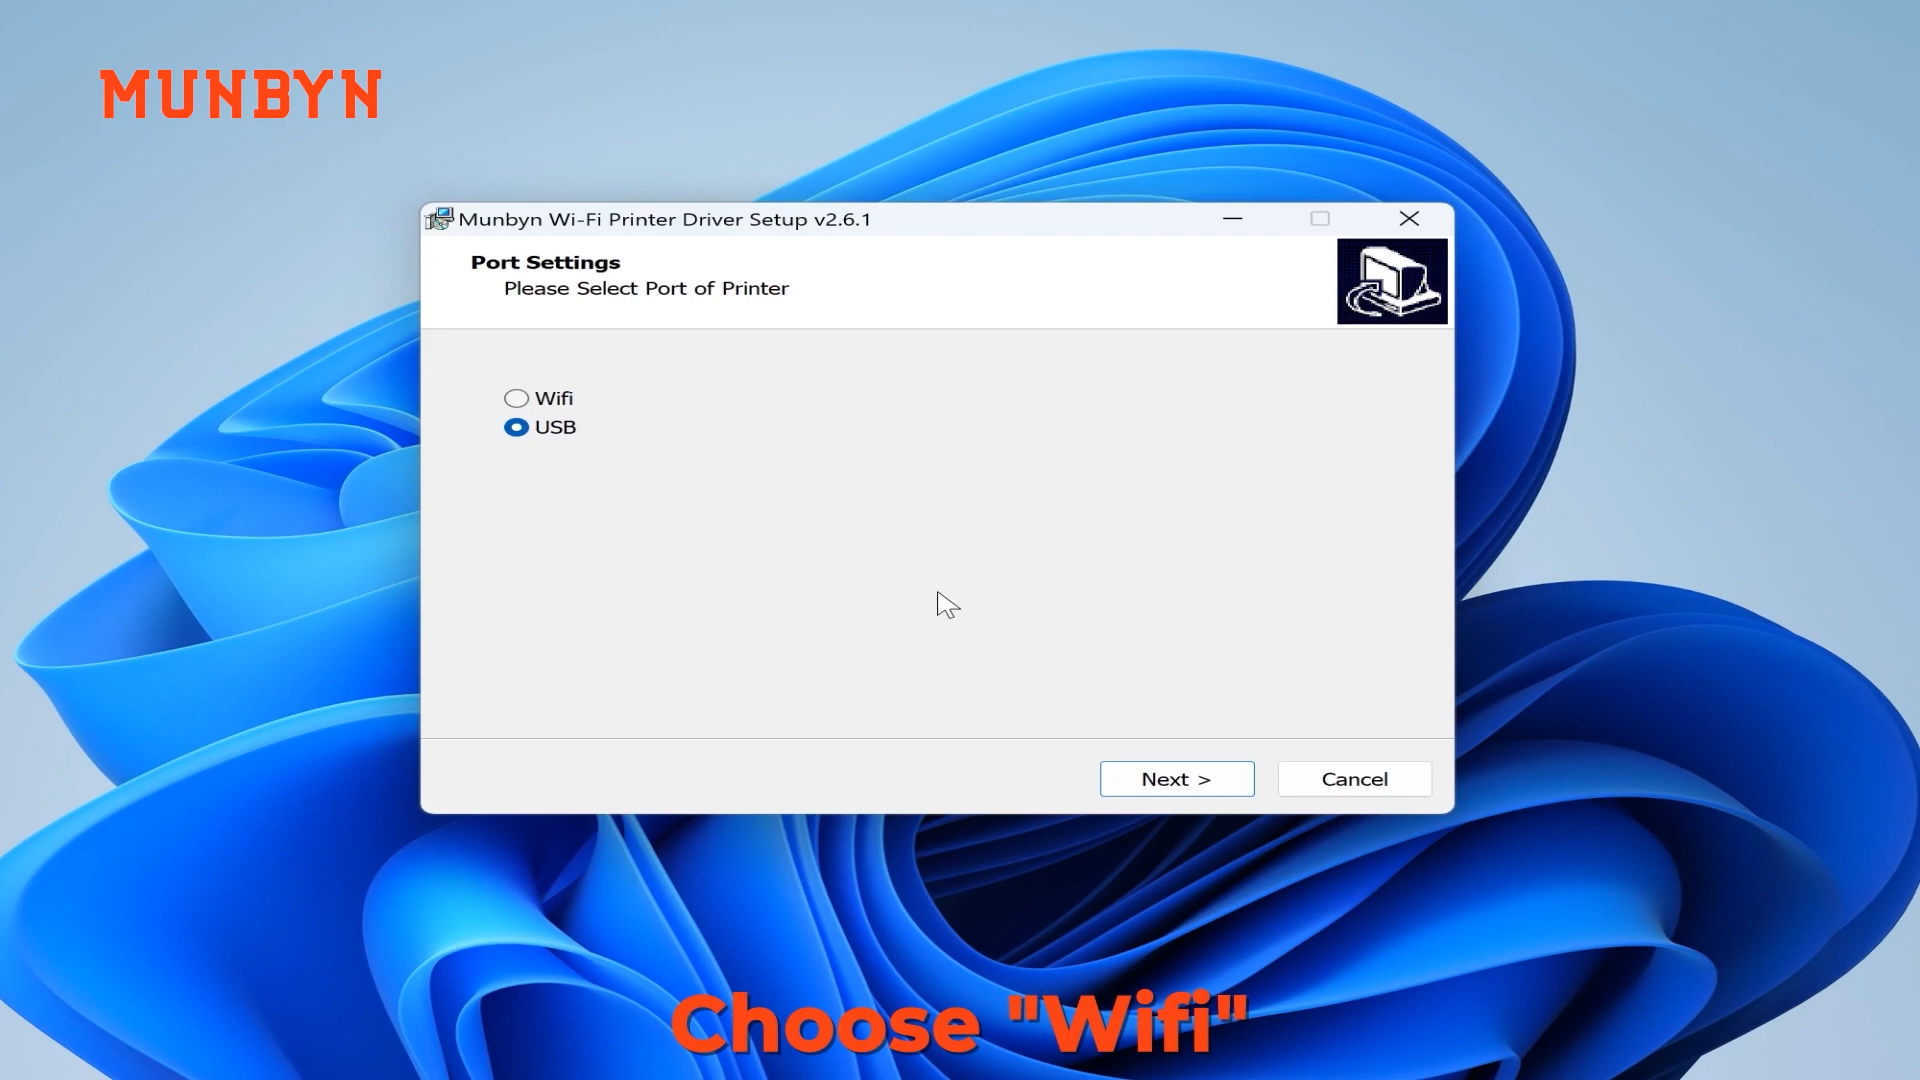 MUNBYN
Munbyn Wi-Fi Printer Driver Setup v2.6.1
Port Settings
Please Select Port of Printer
Wifi
USB
Next >
Cancel
Choose "Wifi"